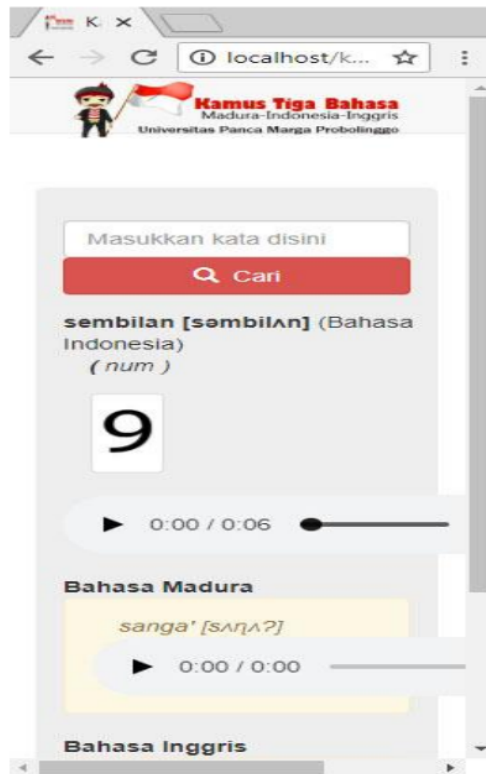 K
localhost/k...
Kamus Tiga Bahasa
Madura-Indonesia-Inggris
Universitas Panca Marga Probolinggo
Masukkan kata disini
Cari
sembilan [səmbilʌn] (Bahasa
Indonesia)
( num )
9
0:00 / 0:06
Bahasa Madura
sanga' [sʌηʌ?]
0:00 / 0:00
Bahasa Inggris